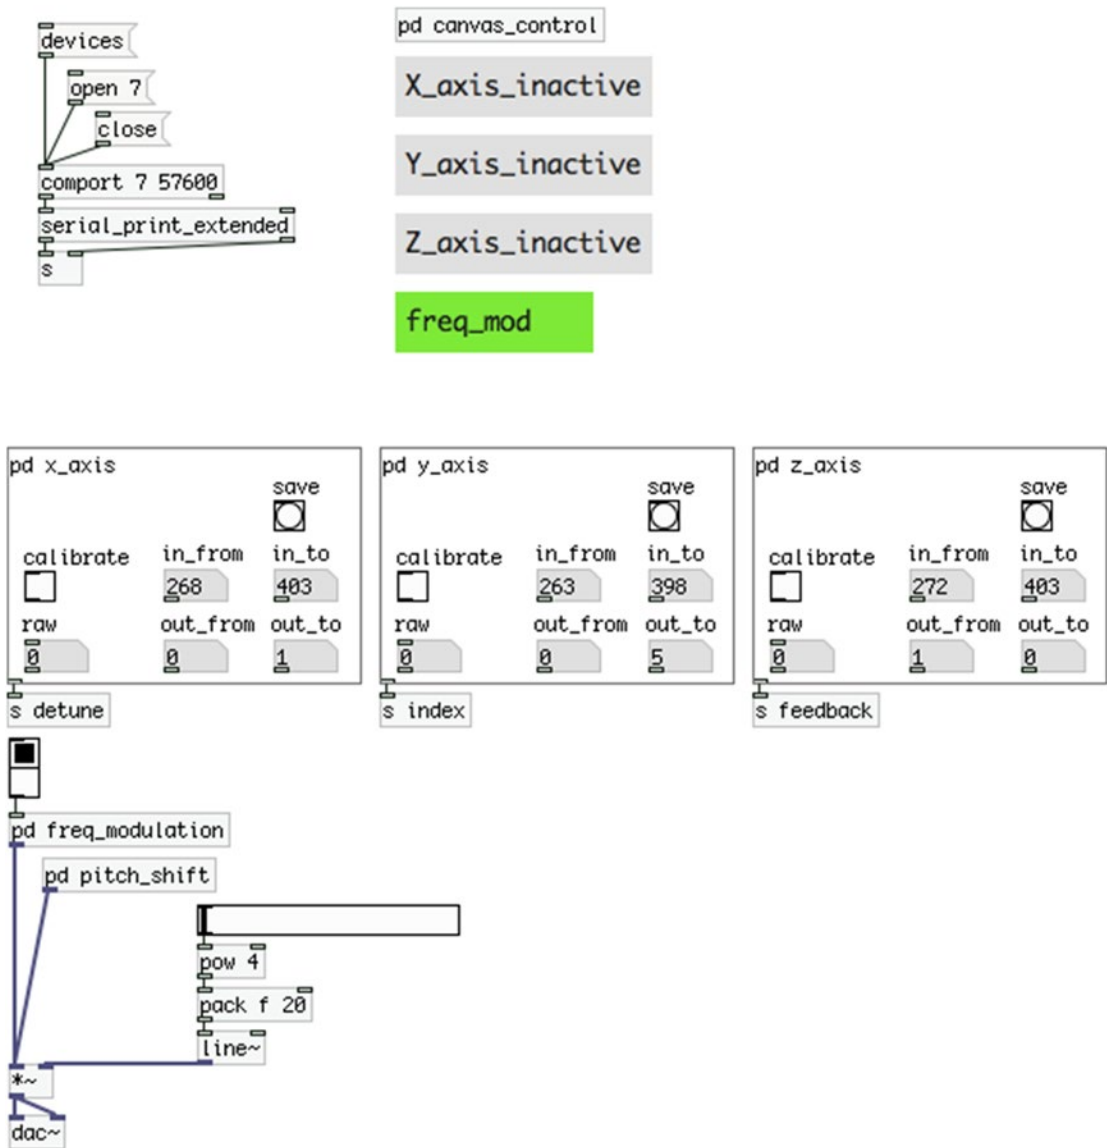 devices
open 7
close
comport 7 57600
serial_print_extended
s
pd canvas_control
X_axis_inactive
Y_axis_inactive
Z_axis_inactive
freq_mod
pd x_axis
save
calibrate in_from in_to
268 403
raw out_from out_to
0 0 1
s detune
pd y_axis
save
calibrate in_from in_to
263 398
raw out_from out_to
0 0 5
s index
pd z_axis
save
calibrate in_from in_to
272 403
raw out_from out_to
0 1 0
s feedback
pd freq_modulation
pd pitch_shift
pow 4
pack f 20
line~
*~
dac~